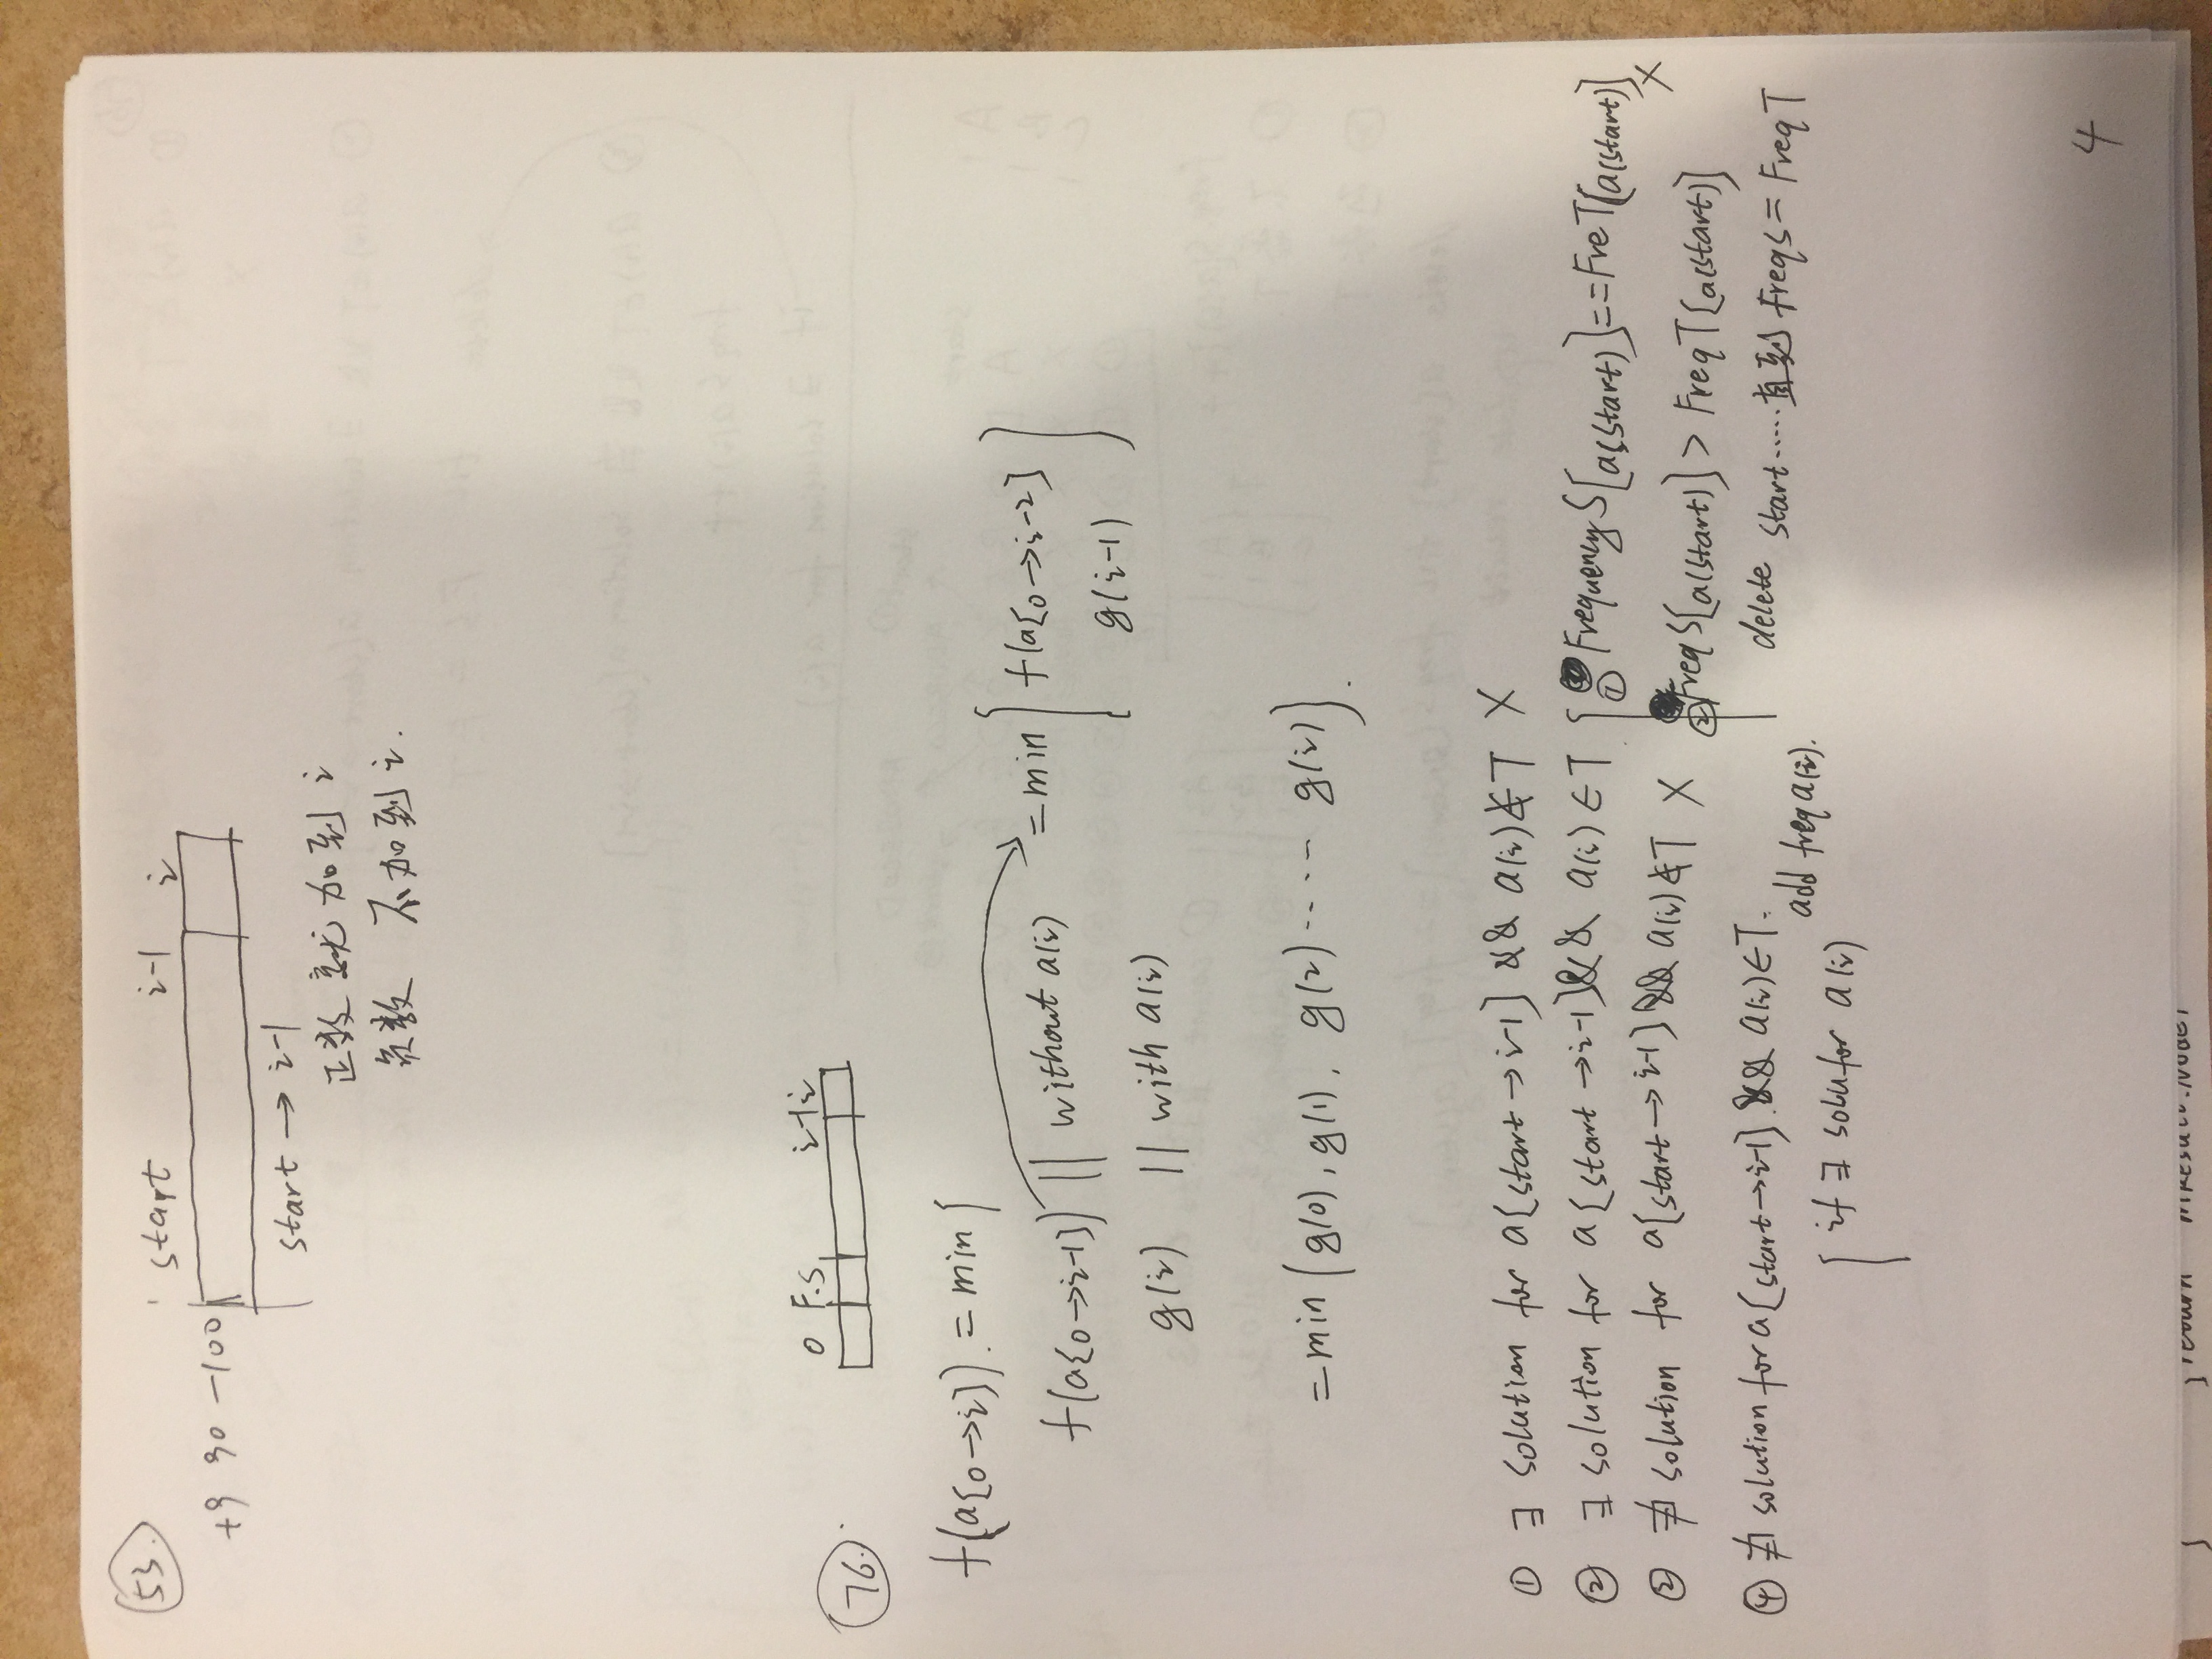 53.
start i-1 i
+9 90 -100
start → i-1
正数 就 加到 i
负数 不加到 i.
76.
0 F.S i-1 i
f(a[0→i]) = min {
f(a[0→i-1]) || without a(i) = min { f(a[0→i-2]
g(i-1) }
g(i) || with a(i)
= min { g(0), g(1), g(2) ····· g(i) }.
① ∃ solution for a[start→i-1] && a(i)∉T X
② ∃ solution for a[start→i-1] && a(i)∈T { ① FrequencyS[a(start)]==FreT[a(start)] X
② ∄ solution for a[start→i-1] && a(i)∉T X
② FreqS[a(start)] > FreqT[a(start)]
delete start ····· 直到 FreqS = FreqT
④ ∄ solution for a[start→i-1] && a(i)∈T.
add freq a(i).
{ if ∃ solu for a(i)
4
return